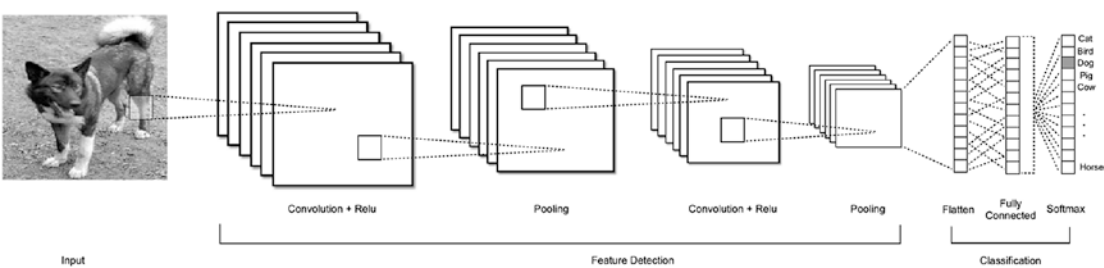 Cat
Bird
Dog
Pig
Cow
Horse
Convolution + Relu
Pooling
Convolution + Relu
Pooling
Flatten
Fully
Connected
Softmax
Input
Feature Detection
Classification